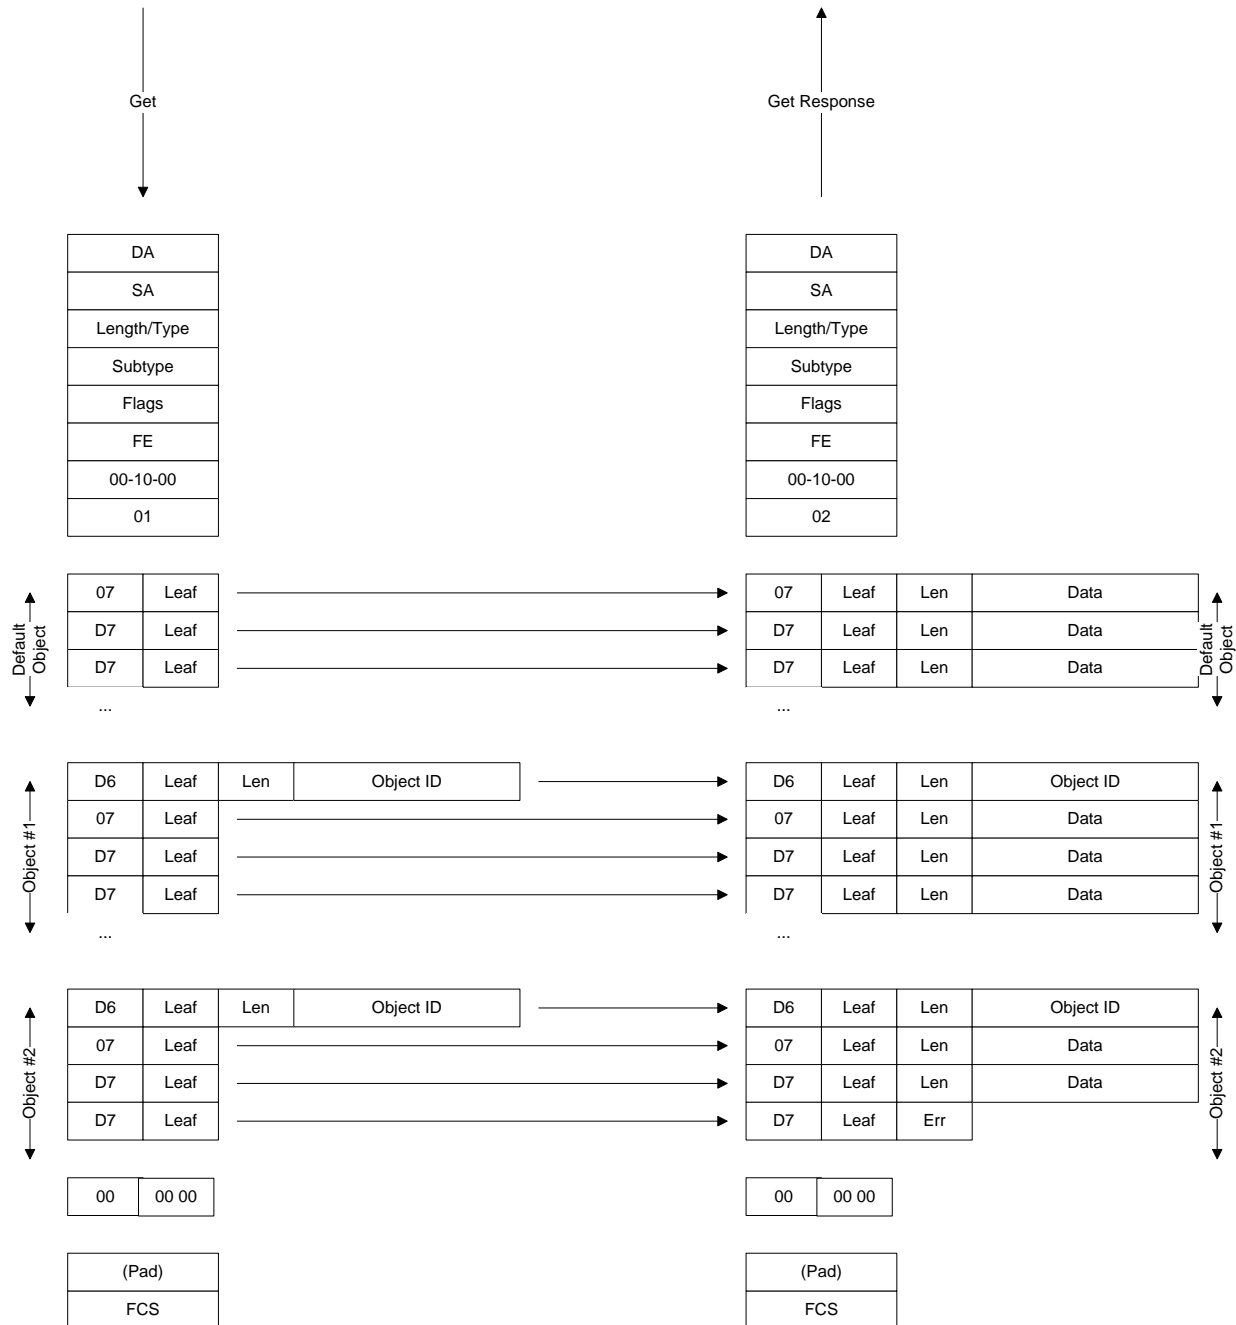 Get Get Response
DA DA
SA SA
Length/Type Length/Type
Subtype Subtype
Flags Flags
FE FE
00-10-00 00-10-00
01 02
Default Object
07 Leaf 07 Leaf Len Data
D7 Leaf D7 Leaf Len Data
D7 Leaf D7 Leaf Len Data
... ...
Default Object
Object #1
D6 Leaf Len Object ID D6 Leaf Len Object ID
07 Leaf 07 Leaf Len Data
D7 Leaf D7 Leaf Len Data
D7 Leaf D7 Leaf Len Data
... ...
Object #1
Object #2
D6 Leaf Len Object ID D6 Leaf Len Object ID
07 Leaf 07 Leaf Len Data
D7 Leaf D7 Leaf Len Data
D7 Leaf D7 Leaf Err
Object #2
00 00 00 00 00 00
(Pad) (Pad)
FCS FCS